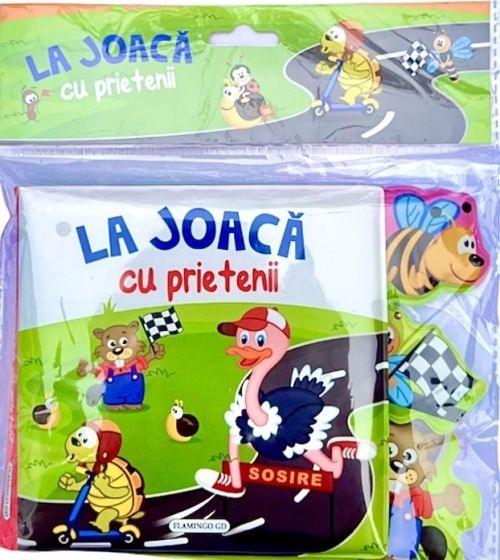 LA JOACĂ
cu prietenii
LA JOACĂ
cu prietenii
SOSIRE
FLAMINGO GD